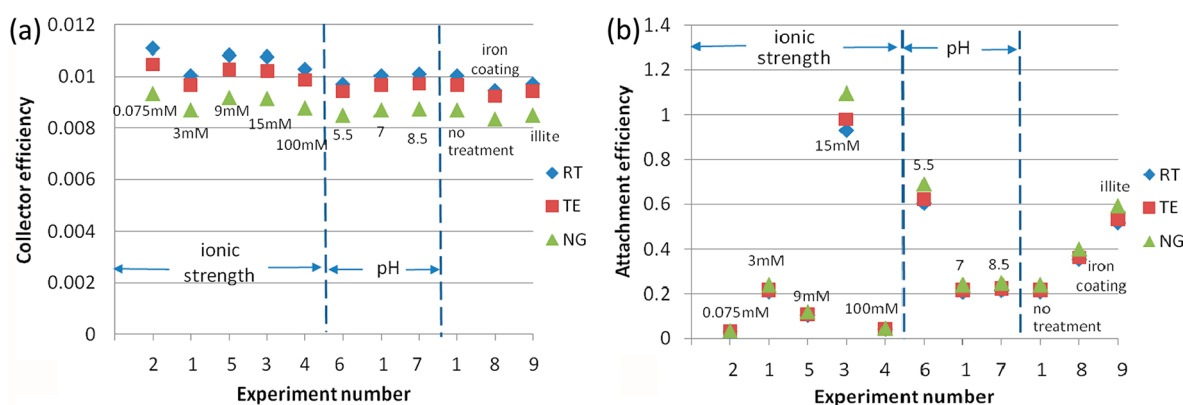 (a)
0.012
0.01
0.008
0.006
0.004
0.002
0
Collector efficiency
0.075mM
3mM
9mM
15mM
100mM
5.5
7
8.5
no
treatment
iron
coating
illite
ionic
strength
pH
2 1 5 3 4 6 1 7 1 8 9
Experiment number
RT
TE
NG
(b)
1.4
1.2
1
0.8
0.6
0.4
0.2
0
Attachment efficiency
ionic
strength
pH
0.075mM
3mM
9mM
15mM
100mM
5.5
7
8.5
no
treatment
iron
coating
illite
2 1 5 3 4 6 1 7 1 8 9
Experiment number
RT
TE
NG